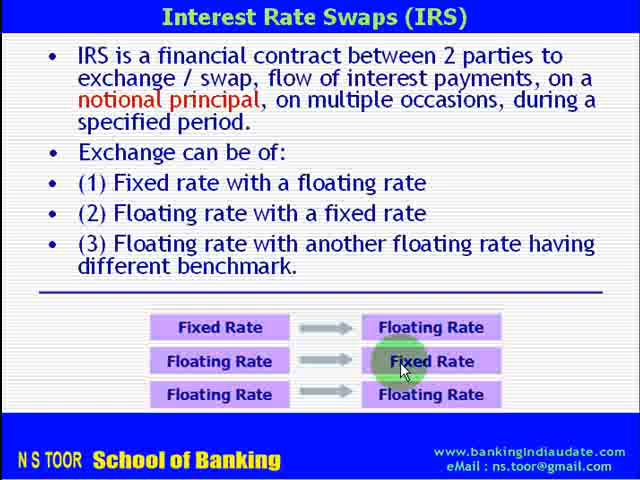 Interest Rate Swaps (IRS)
• IRS is a financial contract between 2 parties to
exchange / swap, flow of interest payments, on a
notional principal, on multiple occasions, during a
specified period.
• Exchange can be of:
• (1) Fixed rate with a floating rate
• (2) Floating rate with a fixed rate
• (3) Floating rate with another floating rate having
different benchmark.
Fixed Rate Floating Rate
Floating Rate Fixed Rate
Floating Rate Floating Rate
N S TOOR School of Banking
www.bankingIndiaudate.com
eMail : ns.toor@gmail.com